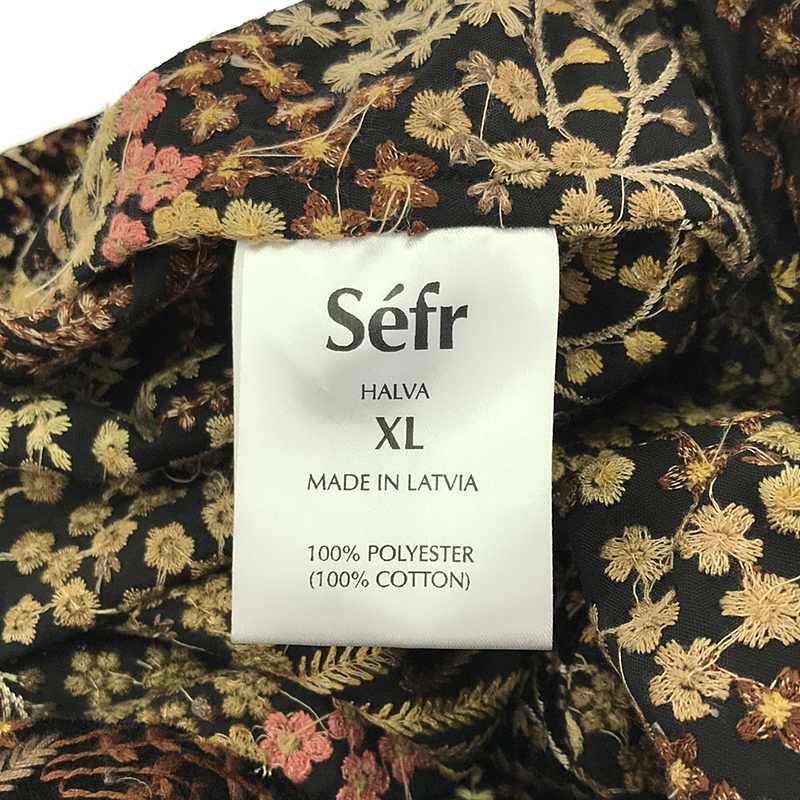 Séfr
HALVA
XL
MADE IN LATVIA
100% POLYESTER
(100% COTTON)